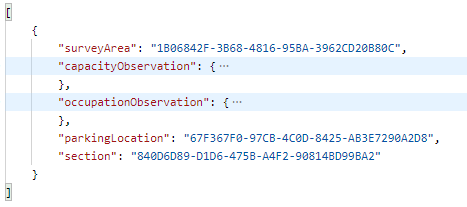 [
{
"surveyArea": "1B06842F-3B68-4816-95BA-3962CD20B80C",
"capacityObservation": { ···
},
"occupationObservation": { ···
},
"parkingLocation": "67F367F0-97CB-4C0D-8425-AB3E7290A2D8",
"section": "840D6D89-D1D6-475B-A4F2-90814BD99BA2"
}
]